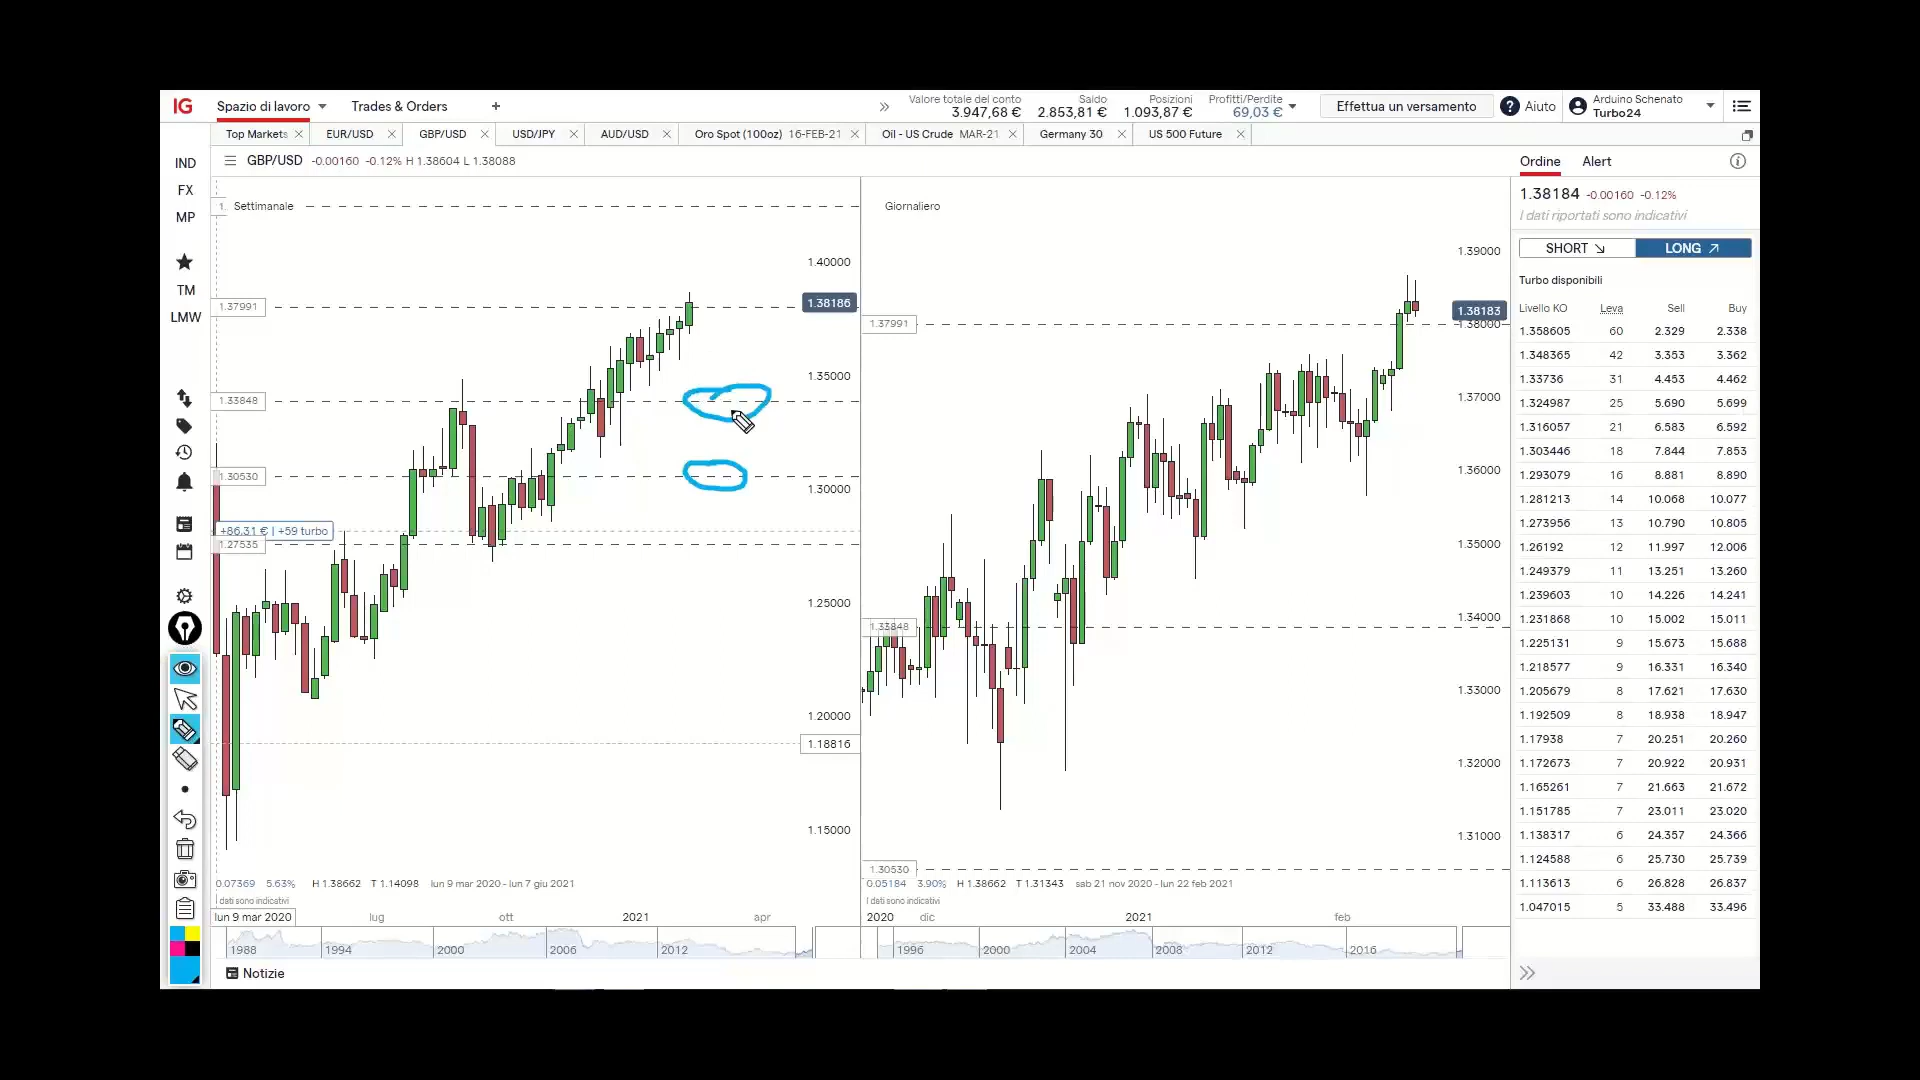 IG Spazio di lavoro Trades & Orders +
Valore totale del conto Saldo Posizioni Profitti/Perdite
3.947,68 € 2.853,81 € 1.093,87 € 69,03 €
Effettua un versamento ? Aiuto
Arduino Schenato
Turbo24
Top Markets EUR/USD GBP/USD USD/JPY AUD/USD Oro Spot (100oz) 16-FEB-21 Oil - US Crude MAR-21 Germany 30 US 500 Future
IND
FX
MP
TM
LMW
GBP/USD -0.00160 -0.12% H 1.38604 L 1.38088
1. Settimanale
1.40000
1.38186
1.37991
1.35000
1.33848
1.30530
1.30000
+86.31 € | +59 turbo
1.27535
1.25000
1.20000
1.18816
1.15000
0.07369 5.63% H 1.38662 T 1.14098 lun 9 mar 2020 - lun 7 giu 2021
I dati sono indicativi
lun 9 mar 2020 lug ott 2021 apr
1988 1994 2000 2006 2012
Giornaliero
1.39000
1.38183
1.37991
1.38000
1.37000
1.36000
1.35000
1.34000
1.33848
1.33000
1.32000
1.31000
1.30530
0.05184 3.90% H 1.38662 T 1.31343 sab 21 nov 2020 - lun 22 feb 2021
I dati sono indicativi
2020 dic 2021 feb
1996 2000 2004 2008 2012 2016
Notizie
Ordine Alert
1.38184 -0.00160 -0.12%
I dati riportati sono indicativi
SHORT LONG
Turbo disponibili
Livello KO Leva Sell Buy
1.358605 60 2.329 2.338
1.348365 42 3.353 3.362
1.33736 31 4.453 4.462
1.324987 25 5.690 5.699
1.316057 21 6.583 6.592
1.303446 18 7.844 7.853
1.293079 16 8.881 8.890
1.281213 14 10.068 10.077
1.273956 13 10.790 10.805
1.26192 12 11.997 12.006
1.249379 11 13.251 13.260
1.239603 10 14.226 14.241
1.231868 10 15.002 15.011
1.225131 9 15.673 15.688
1.218577 9 16.331 16.340
1.205679 8 17.621 17.630
1.192509 8 18.938 18.947
1.17938 7 20.251 20.260
1.172673 7 20.922 20.931
1.165261 7 21.663 21.672
1.151785 7 23.011 23.020
1.138317 6 24.357 24.366
1.124588 6 25.730 25.739
1.113613 6 26.828 26.837
1.047015 5 33.488 33.496